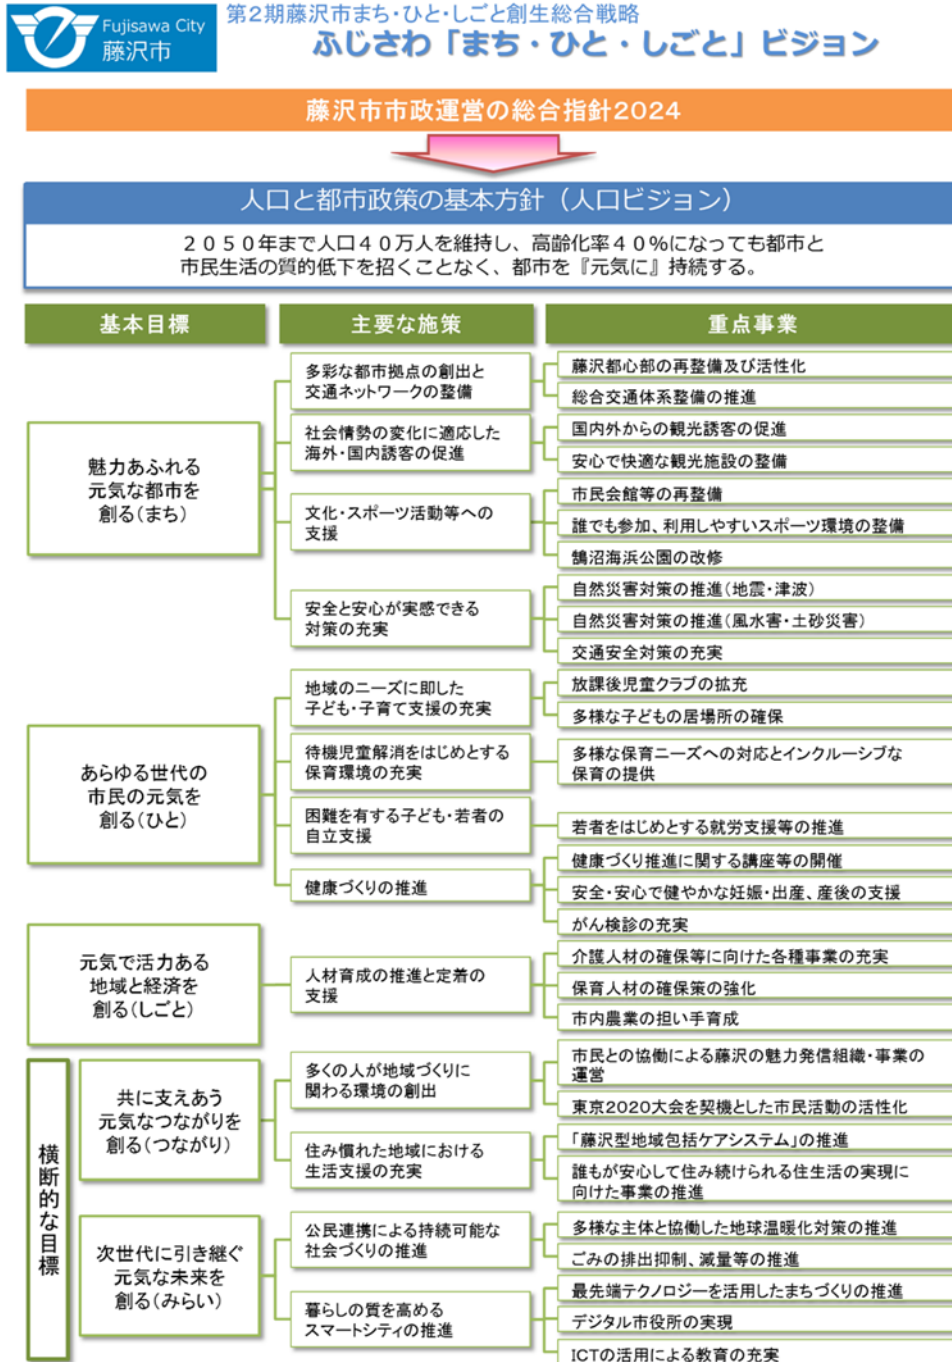 Fujisawa City
藤沢市
第2期藤沢市まち・ひと・しごと創生総合戦略
ふじさわ「まち・ひと・しごと」ビジョン
藤沢市市政運営の総合指針2024
人口と都市政策の基本方針（人口ビジョン）
２０５０年まで人口４０万人を維持し、高齢化率４０％になっても都市と
市民生活の質的低下を招くことなく、都市を『元気に』持続する。
基本目標
主要な施策
重点事業
魅力あふれる
元気な都市を
創る(まち)
多彩な都市拠点の創出と
交通ネットワークの整備
藤沢都心部の再整備及び活性化
総合交通体系整備の推進
社会情勢の変化に適応した
海外・国内誘客の促進
国内外からの観光誘客の促進
安心で快適な観光施設の整備
文化・スポーツ活動等への
支援
市民会館等の再整備
誰でも参加、利用しやすいスポーツ環境の整備
鵠沼海浜公園の改修
安全と安心が実感できる
対策の充実
自然災害対策の推進(地震・津波)
自然災害対策の推進(風水害・土砂災害)
交通安全対策の充実
あらゆる世代の
市民の元気を
創る(ひと)
地域のニーズに即した
子ども・子育て支援の充実
放課後児童クラブの拡充
多様な子どもの居場所の確保
待機児童解消をはじめとする
保育環境の充実
多様な保育ニーズへの対応とインクルーシブな
保育の提供
困難を有する子ども・若者の
自立支援
若者をはじめとする就労支援等の推進
健康づくりの推進
健康づくり推進に関する講座等の開催
安全・安心で健やかな妊娠・出産、産後の支援
がん検診の充実
元気で活力ある
地域と経済を
創る(しごと)
人材育成の推進と定着の
支援
介護人材の確保等に向けた各種事業の充実
保育人材の確保策の強化
市内農業の担い手育成
横断的な目標
共に支えあう
元気なつながりを
創る(つながり)
多くの人が地域づくりに
関わる環境の創出
市民との協働による藤沢の魅力発信組織・事業の
運営
東京2020大会を契機とした市民活動の活性化
住み慣れた地域における
生活支援の充実
「藤沢型地域包括ケアシステム」の推進
誰もが安心して住み続けられる住生活の実現に
向けた事業の推進
次世代に引き継ぐ
元気な未来を
創る(みらい)
公民連携による持続可能な
社会づくりの推進
多様な主体と協働した地球温暖化対策の推進
ごみの排出抑制、減量等の推進
暮らしの質を高める
スマートシティの推進
最先端テクノロジーを活用したまちづくりの推進
デジタル市役所の実現
ICTの活用による教育の充実